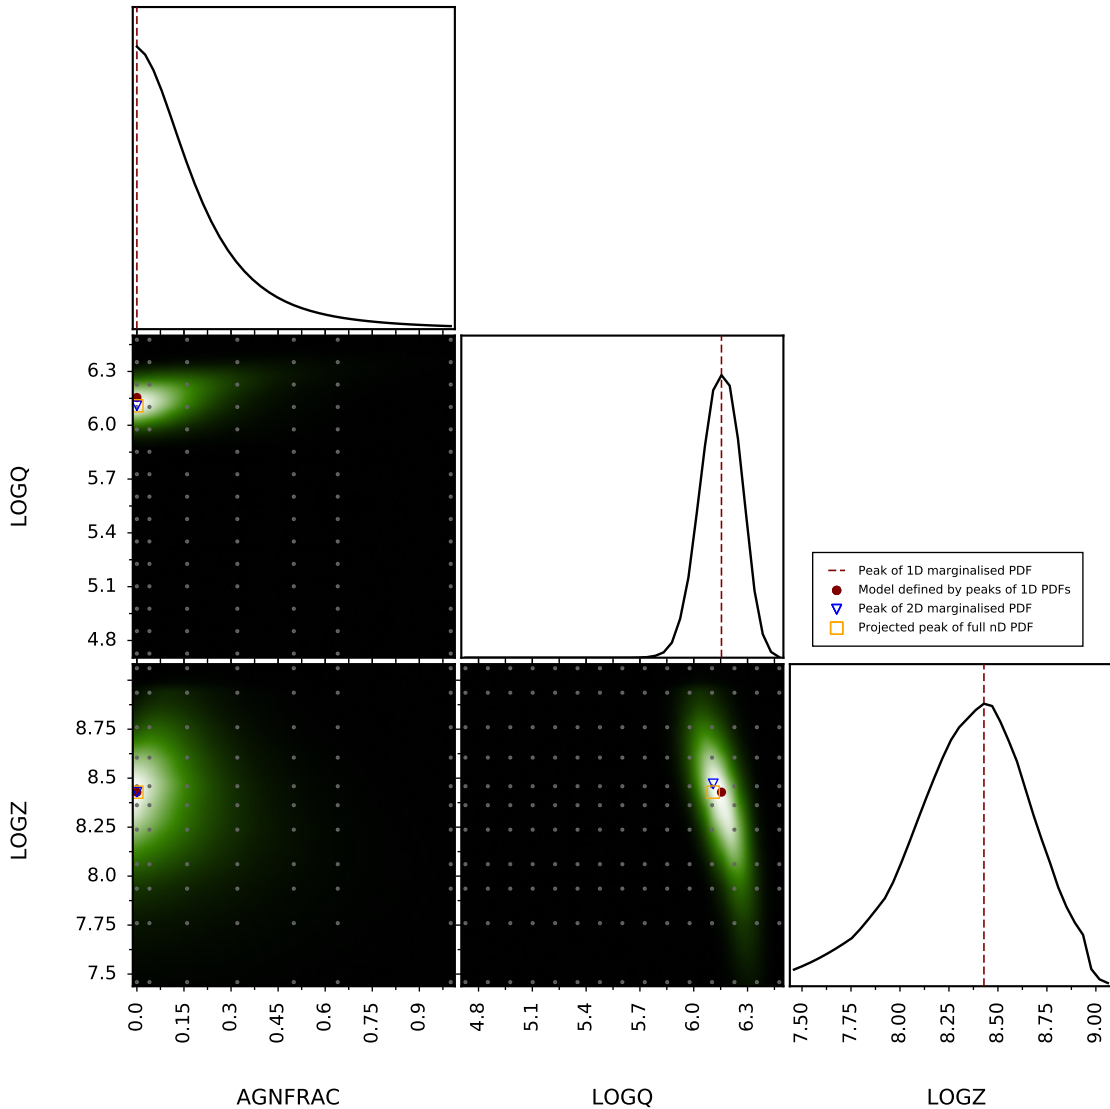 6.3
6.0
5.7
5.4
5.1
4.8
LOGQ
Peak of 1D marginalised PDF
Model defined by peaks of 1D PDFs
Peak of 2D marginalised PDF
Projected peak of full nD PDF
8.75
8.5
8.25
8.0
7.75
7.5
LOGZ
0.0 0.15 0.3 0.45 0.6 0.75 0.9
4.8 5.1 5.4 5.7 6.0 6.3
7.50 7.75 8.00 8.25 8.50 8.75 9.00
AGNFRAC
LOGQ
LOGZ